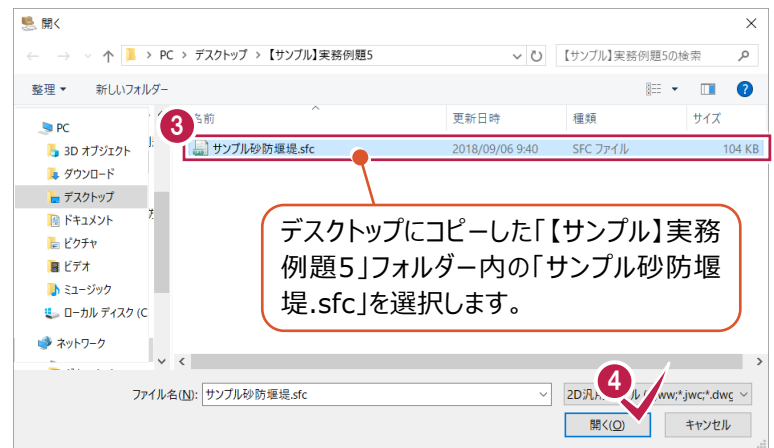 開く
PC > デスクトップ > 【サンプル】実務例題5
【サンプル】実務例題5の検索
整理 新しいフォルダー
3 名前 更新日時 種類 サイズ
サンプル砂防堰堤.sfc 2018/09/06 9:40 SFC ファイル 104 KB
PC
3D オブジェクト
ダウンロード
デスクトップ
ドキュメント
ピクチャ
ビデオ
ミュージック
ローカル ディスク (C
ネットワーク
デスクトップにコピーした「【サンプル】実務
例題5」フォルダー内の「サンプル砂防堰
堤.sfc」を選択します。
4
ファイル名(N): サンプル砂防堰堤.sfc
ww;*.jwc;*.dwg
開く(O) キャンセル